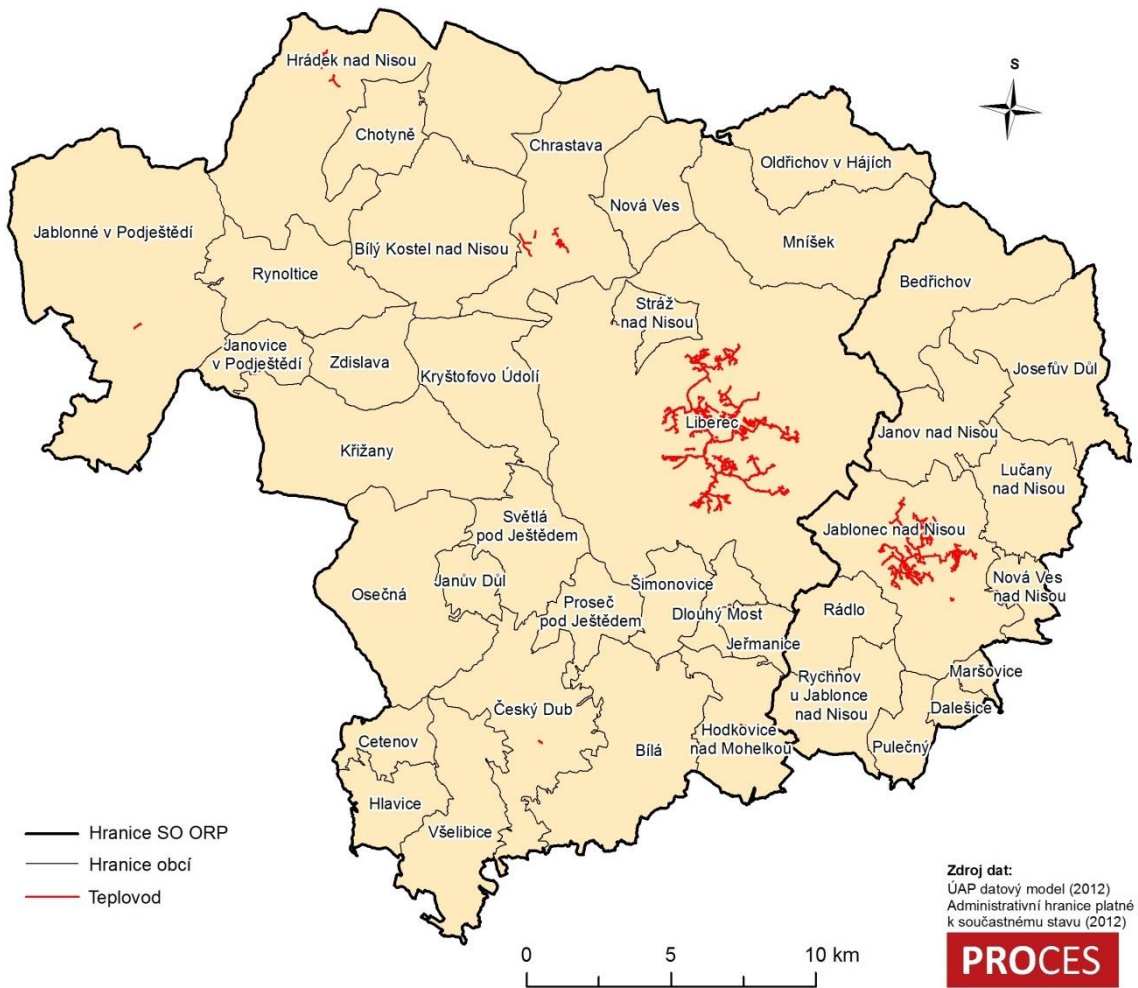 S
Hrádek nad Nisou
Chotyně
Chrastava
Oldřichov v Hájích
Nová Ves
Jablonné v Podještědí
Bílý Kostel nad Nisou
Mníšek
Rynoltice
Bedřichov
Stráž
nad Nisou
Janovice
v Podještědí
Zdislava
Kryštofovo Údolí
Josefův Důl
Liberec
Janov nad Nisou
Křižany
Lučany
nad Nisou
Světlá
pod Ještědem
Jablonec nad Nisou
Osečná
Janův Důl
Šimonovice
Nová Ves
nad Nisou
Proseč
pod Ještědem
Dlouhý Most
Rádlo
Jeřmanice
Maršovice
Rychnov
u Jablonce
nad Nisou
Český Dub
Dalešice
Cetenov
Bílá
Hodkovice
nad Mohelkou
Pulečný
Hlavice
Všelibice
Hranice SO ORP
Hranice obcí
Teplovod
0 5 10 km
Zdroj dat:
ÚAP datový model (2012)
Administrativní hranice platné
k součastnému stavu (2012)
PROCES